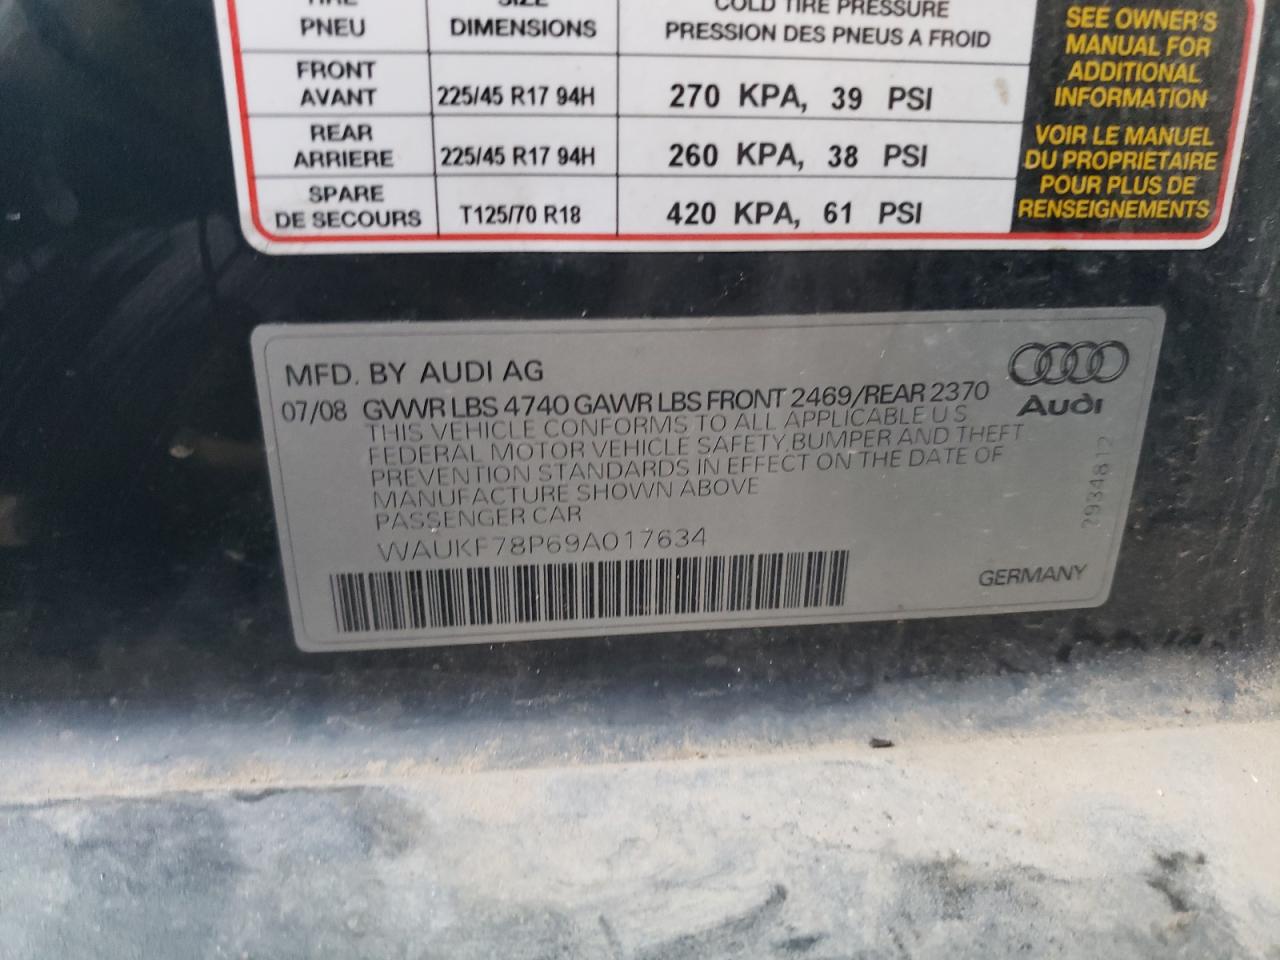 TIRE SIZE COLD TIRE PRESSURE
PNEU DIMENSIONS PRESSION DES PNEUS A FROID
FRONT
AVANT 225/45 R17 94H 270 KPA, 39 PSI
REAR
ARRIERE 225/45 R17 94H 260 KPA, 38 PSI
SPARE
DE SECOURS T125/70 R18 420 KPA, 61 PSI
SEE OWNER'S
MANUAL FOR
ADDITIONAL
INFORMATION
VOIR LE MANUEL
DU PROPRIETAIRE
POUR PLUS DE
RENSEIGNEMENTS
MFD. BY AUDI AG
07/08 GVWR LBS 4740 GAWR LBS FRONT 2469/REAR 2370
THIS VEHICLE CONFORMS TO ALL APPLICABLE U S
FEDERAL MOTOR VEHICLE SAFETY, BUMPER AND THEFT
PREVENTION STANDARDS IN EFFECT ON THE DATE OF
MANUFACTURE SHOWN ABOVE
PASSENGER CAR
WAUKF78P69A017634
Audi
2934812
GERMANY